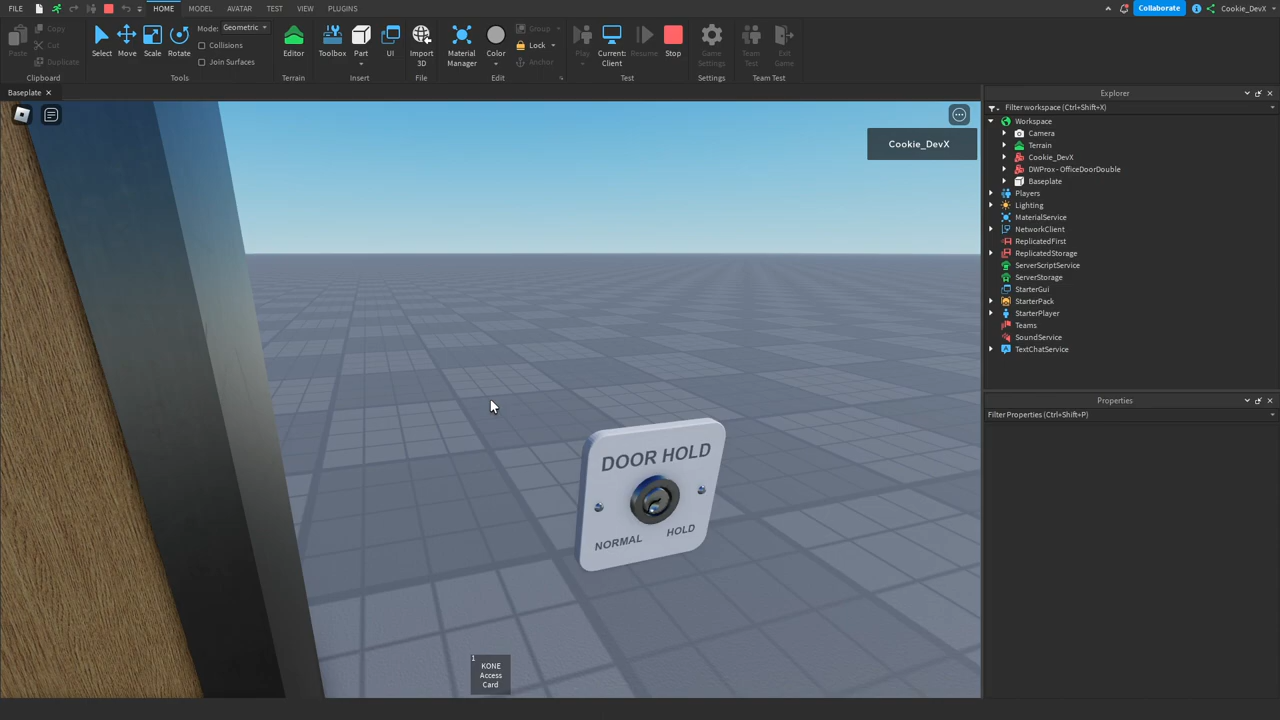 FILE HOME MODEL AVATAR TEST VIEW PLUGINS Collaborate Cookie_DevX
Paste Copy Cut Duplicate
Clipboard
Select Move Scale Rotate
Mode: Geometric
Collisions
Join Surfaces
Tools
Editor
Terrain
Toolbox Part UI
Insert
Import 3D
File
Material Manager
Color
Group
Lock
Anchor
Edit
Play
Current: Client
Resume
Stop
Test
Game Settings
Settings
Team Test
Exit Game
Team Test
Baseplate
Cookie_DevX
DOOR HOLD
NORMAL HOLD
1
KONE
Access
Card
Explorer
Filter workspace (Ctrl+Shift+X)
Workspace
Camera
Terrain
Cookie_DevX
DWProx - OfficeDoorDouble
Baseplate
Players
Lighting
MaterialService
NetworkClient
ReplicatedFirst
ReplicatedStorage
ServerScriptService
ServerStorage
StarterGui
StarterPack
StarterPlayer
Teams
SoundService
TextChatService
Properties
Filter Properties (Ctrl+Shift+P)